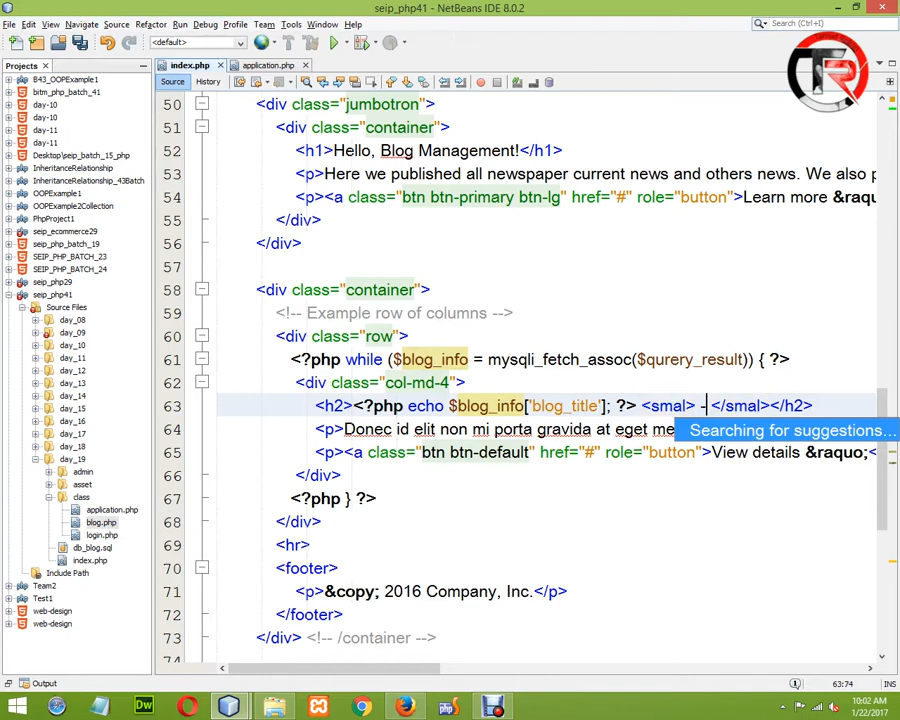 seip_php41 - NetBeans IDE 8.0.2
File Edit View Navigate Source Refactor Run Debug Profile Team Tools Window Help
Search (Ctrl+I)
<default>
Projects
index.php
application.php
Source
History
B43_OOPExample1
bitm_php_batch_41
day-10
day-10
day-11
day-11
Desktop\seip_batch_15_php
InheritanceRelationship
InheritanceRelationship_43Batch
OOPExample1
OOPExample2Collection
PhpProject1
seip_ecommerce29
seip_php_batch_19
SEIP_PHP_BATCH_23
SEIP_PHP_BATCH_24
seip_php29
seip_php41
Source Files
day_08
day_09
day_10
day_11
day_12
day_13
day_14
day_15
day_16
day_17
day_18
day_19
admin
asset
class
application.php
blog.php
login.php
db_blog.sql
index.php
Include Path
Team2
Test1
web-design
web-design
50 <div class="jumbotron">
51 <div class="container">
52 <h1>Hello, Blog Management!</h1>
53 <p>Here we published all newspaper current news and others news. We also p
54 <p><a class="btn btn-primary btn-lg" href="#" role="button">Learn more &raquo
55 </div>
56 </div>
57
58 <div class="container">
59 <!-- Example row of columns -->
60 <div class="row">
61 <?php while ($blog_info = mysqli_fetch_assoc($qurery_result)) { ?>
62 <div class="col-md-4">
63 <h2><?php echo $blog_info['blog_title']; ?> <smal> -</smal></h2>
64 <p>Donec id elit non mi porta gravida at eget me
Searching for suggestions...
65 <p><a class="btn btn-default" href="#" role="button">View details &raquo;<
66 </div>
67 <?php } ?>
68 </div>
69 <hr>
70 <footer>
71 <p>&copy; 2016 Company, Inc.</p>
72 </footer>
73 </div> <!-- /container -->
74
Output
63:74
INS
10:02 AM
1/22/2017